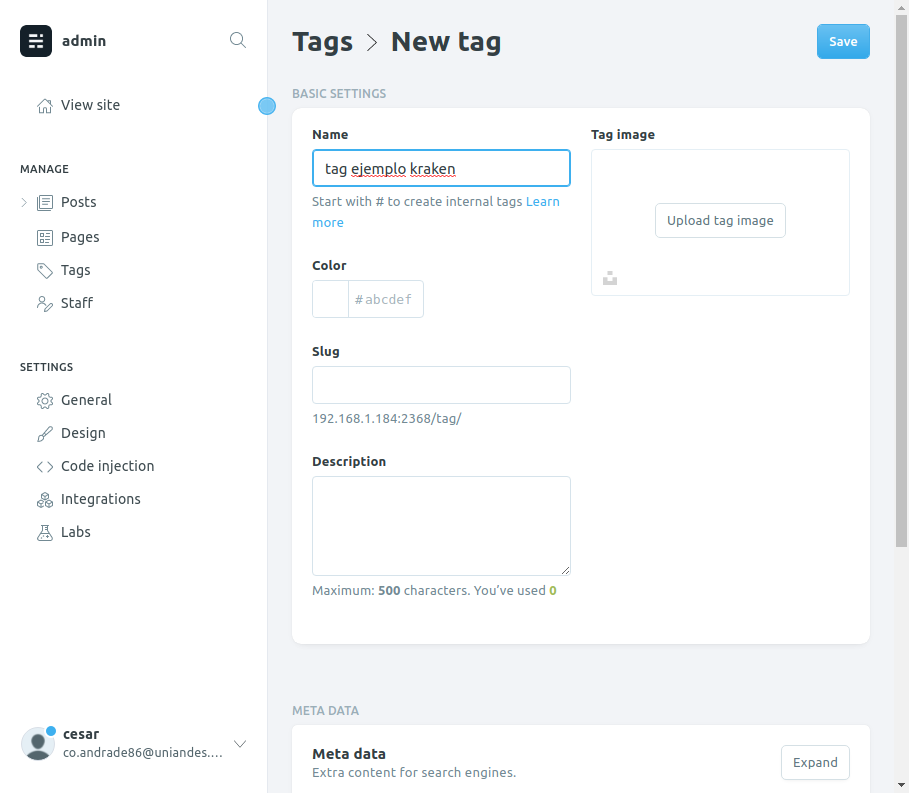 admin
View site
MANAGE
Posts
Pages
Tags
Staff
SETTINGS
General
Design
Code injection
Integrations
Labs
cesar
co.andrade86@uniandes....
Tags > New tag
Save
BASIC SETTINGS
Name
tag ejemplo kraken
Start with # to create internal tags Learn
more
Color
#abcdef
Slug
192.168.1.184:2368/tag/
Description
Maximum: 500 characters. You’ve used 0
Tag image
Upload tag image
META DATA
Meta data
Extra content for search engines.
Expand